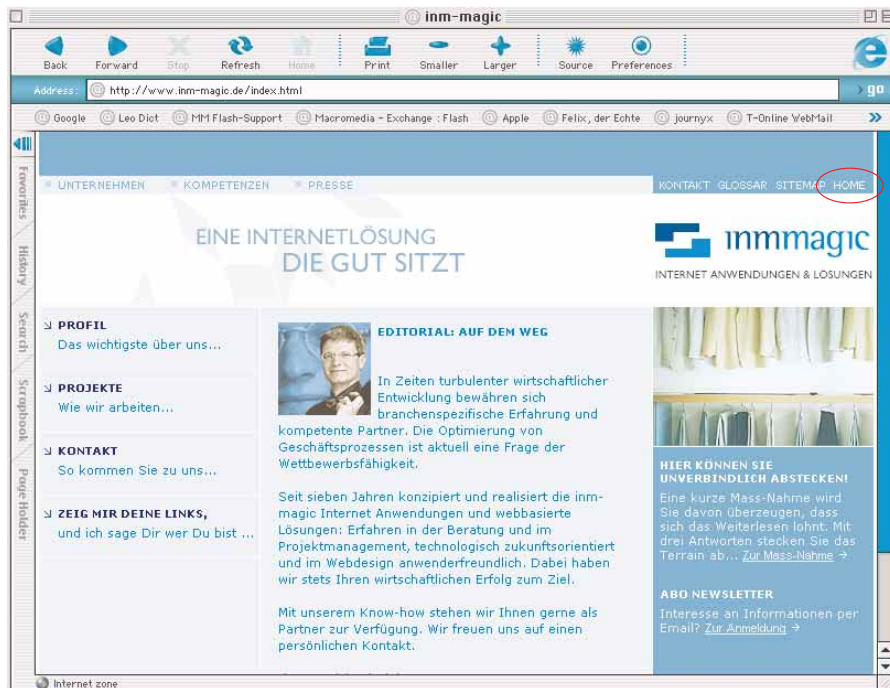 inm-magic
Back Forward Stop Refresh Home Print Smaller Larger Source Preferences
Address: http://www.inm-magic.de/index.html go
Google Leo Dict MM Flash-Support Macromedia - Exchange : Flash Apple Felix, der Echte journyx T-Online WebMail
Favorites
History
Search
Scrapbook
Page Holder
UNTERNEHMEN KOMPETENZEN PRESSE KONTAKT GLOSSAR SITEMAP HOME
EINE INTERNETLÖSUNG
DIE GUT SITZT
inmmagic
INTERNET ANWENDUNGEN & LÖSUNGEN
PROFIL
Das wichtigste über uns...
PROJEKTE
Wie wir arbeiten...
KONTAKT
So kommen Sie zu uns...
ZEIG MIR DEINE LINKS,
und ich sage Dir wer Du bist ...
EDITORIAL: AUF DEM WEG
In Zeiten turbulenter wirtschaftlicher
Entwicklung bewähren sich
branchenspezifische Erfahrung und
kompetente Partner. Die Optimierung von
Geschäftsprozessen ist aktuell eine Frage der
Wettbewerbsfähigkeit.
Seit sieben Jahren konzipiert und realisiert die inm-
magic Internet Anwendungen und webbasierte
Lösungen: Erfahren in der Beratung und im
Projektmanagement, technologisch zukunftsorientiert
und im Webdesign anwenderfreundlich. Dabei haben
wir stets Ihren wirtschaftlichen Erfolg zum Ziel.
Mit unserem Know-how stehen wir Ihnen gerne als
Partner zur Verfügung. Wir freuen uns auf einen
persönlichen Kontakt.
HIER KÖNNEN SIE
UNVERBINDLICH ABSTECKEN!
Eine kurze Mass-Nahme wird
Sie davon überzeugen, dass
sich das Weiterlesen lohnt. Mit
drei Antworten stecken Sie das
Terrain ab... Zur Mass-Nahme →
ABO NEWSLETTER
Interesse an Informationen per
Email? Zur Anmeldung →
Internet zone